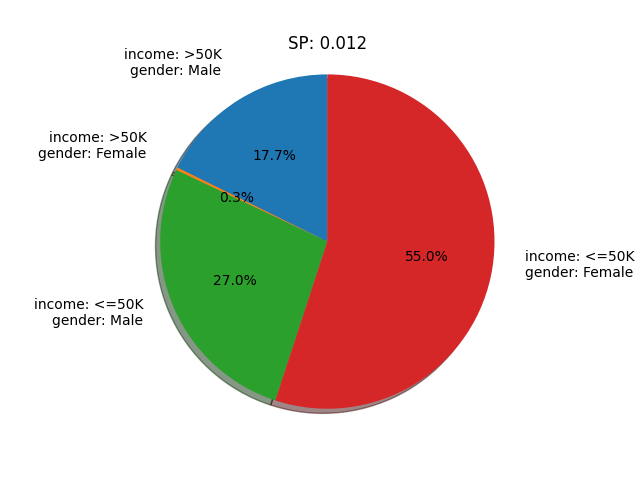 SP: 0.012
income: >50K
gender: Male
income: >50K
gender: Female
17.7%
0.3%
55.0%
27.0%
income: <=50K
gender: Female
income: <=50K
gender: Male